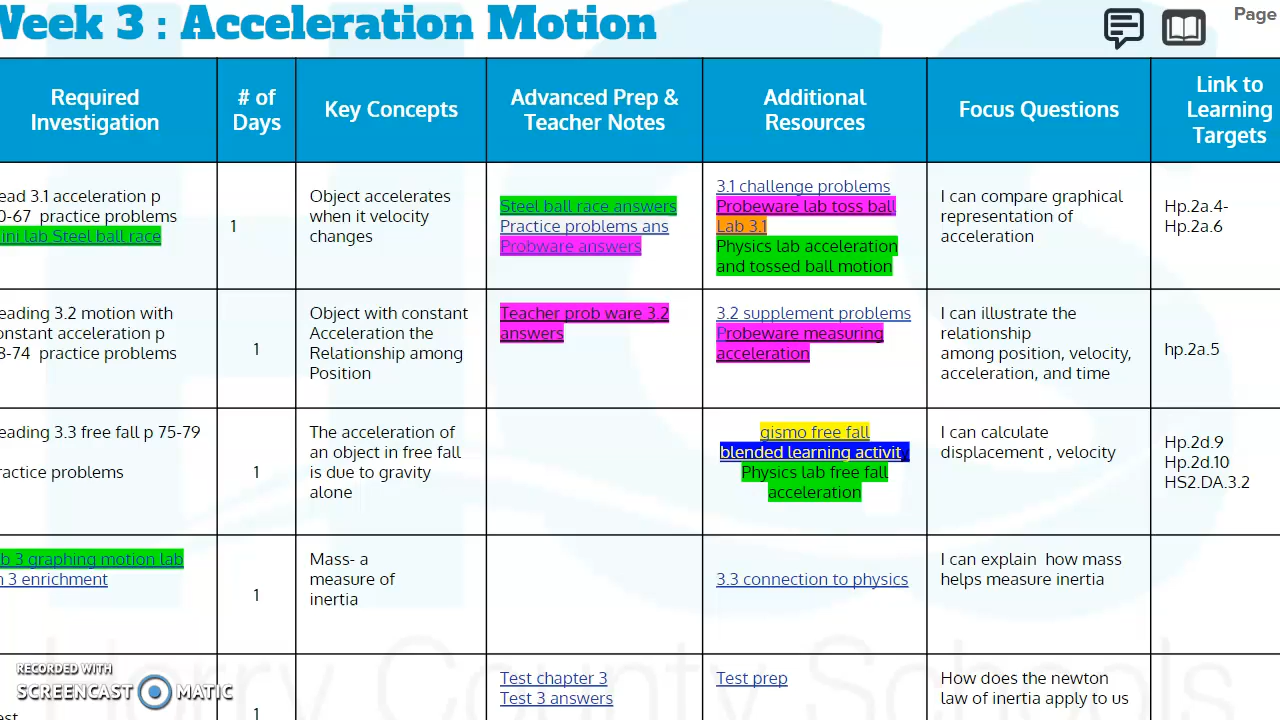 Week 3 : Acceleration Motion
Page
Required
Investigation
# of
Days
Key Concepts
Advanced Prep &
Teacher Notes
Additional
Resources
Focus Questions
Link to
Learning
Targets
ead 3.1 acceleration p
0-67 practice problems
ini lab Steel ball race
1
Object accelerates
when it velocity
changes
Steel ball race answers
Practice problems ans
Probware answers
3.1 challenge problems
Probeware lab toss ball
Lab 3.1
Physics lab acceleration
and tossed ball motion
I can compare graphical
representation of
acceleration
Hp.2a.4-
Hp.2a.6
eading 3.2 motion with
onstant acceleration p
8-74 practice problems
1
Object with constant
Acceleration the
Relationship among
Position
Teacher prob ware 3.2
answers
3.2 supplement problems
Probeware measuring
acceleration
I can illustrate the
relationship
among position, velocity,
acceleration, and time
hp.2a.5
eading 3.3 free fall p 75-79
ractice problems
1
The acceleration of
an object in free fall
is due to gravity
alone
gismo free fall
blended learning activity
Physics lab free fall
acceleration
I can calculate
displacement , velocity
Hp.2d.9
Hp.2d.10
HS2.DA.3.2
b 3 graphing motion lab
n 3 enrichment
1
Mass- a
measure of
inertia
3.3 connection to physics
I can explain how mass
helps measure inertia
est
1
Test chapter 3
Test 3 answers
Test prep
How does the newton
law of inertia apply to us
Horry County Schools
RECORDED WITH
SCREENCAST MATIC